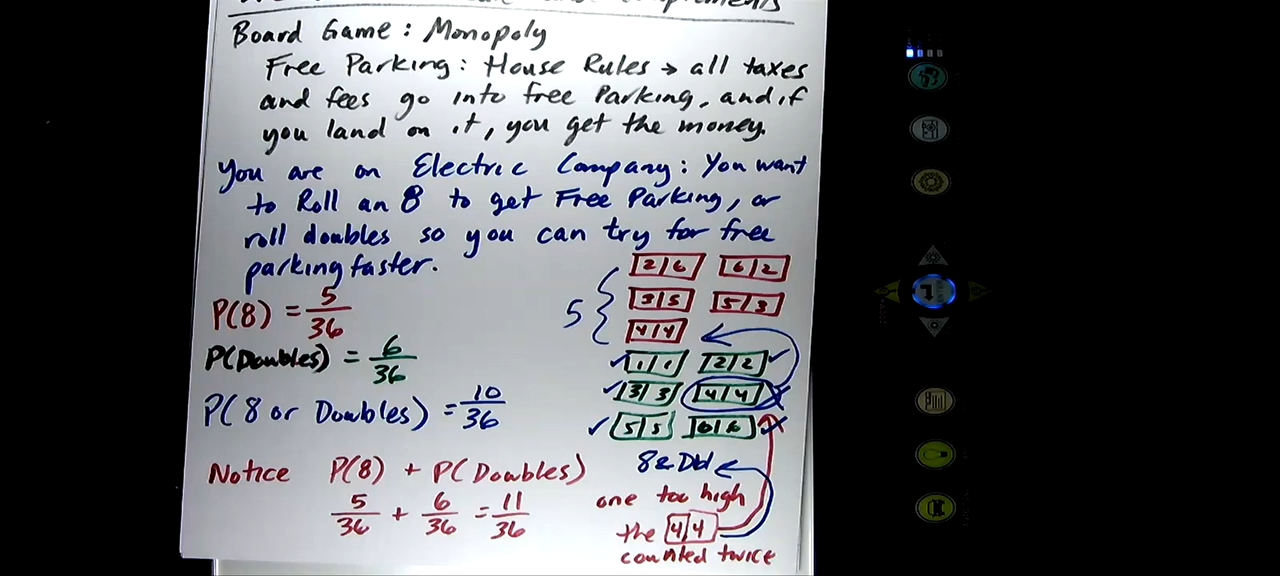 Board Game : Monopoly
Free Parking : House Rules → all taxes
and fees go into free Parking, and if
you land on it, you get the money.
You are on Electric Company : You want
to Roll an 8 to get Free Parking, or
roll doubles so you can try for free
parking faster.
P(8) = 5/36
P(Doubles) = 6/36
P(8 or Doubles) = 10/36
5 { 2 6  6 2
3 5  5 3
4 4
1 1  2 2
3 3  4 4
5 5  6 6
8 & Dbl
Notice P(8) + P(Doubles)
5/36 + 6/36 = 11/36
one too high
the 4 4
counted twice